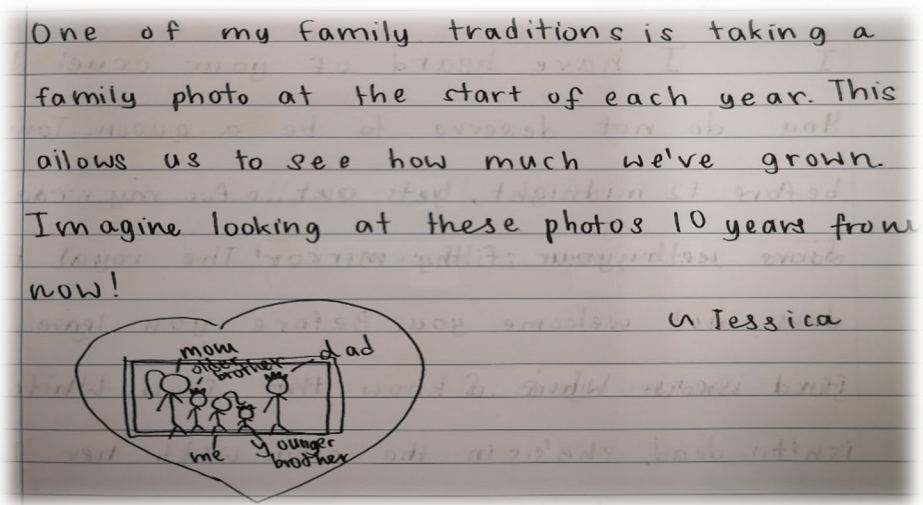 One of my family traditions is taking a
family photo at the start of each year. This
allows us to see how much we've grown.
Imagine looking at these photos 10 years from
now!
~ Jessica
mom
older
brother
dad
me
younger
brother